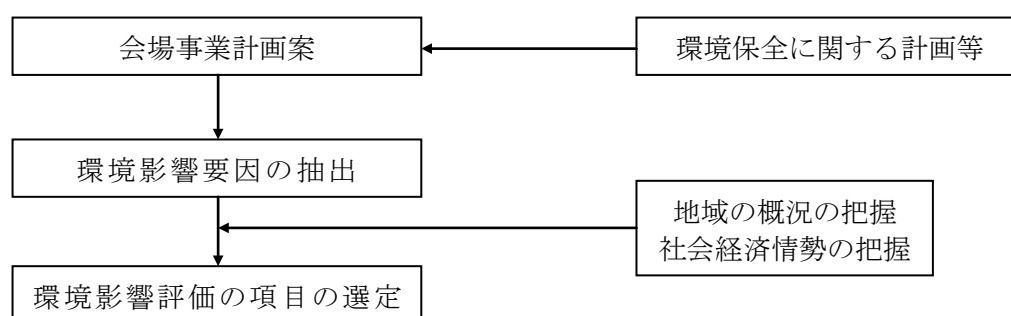 会場事業計画案
環境保全に関する計画等
環境影響要因の抽出
地域の概況の把握
社会経済情勢の把握
環境影響評価の項目の選定